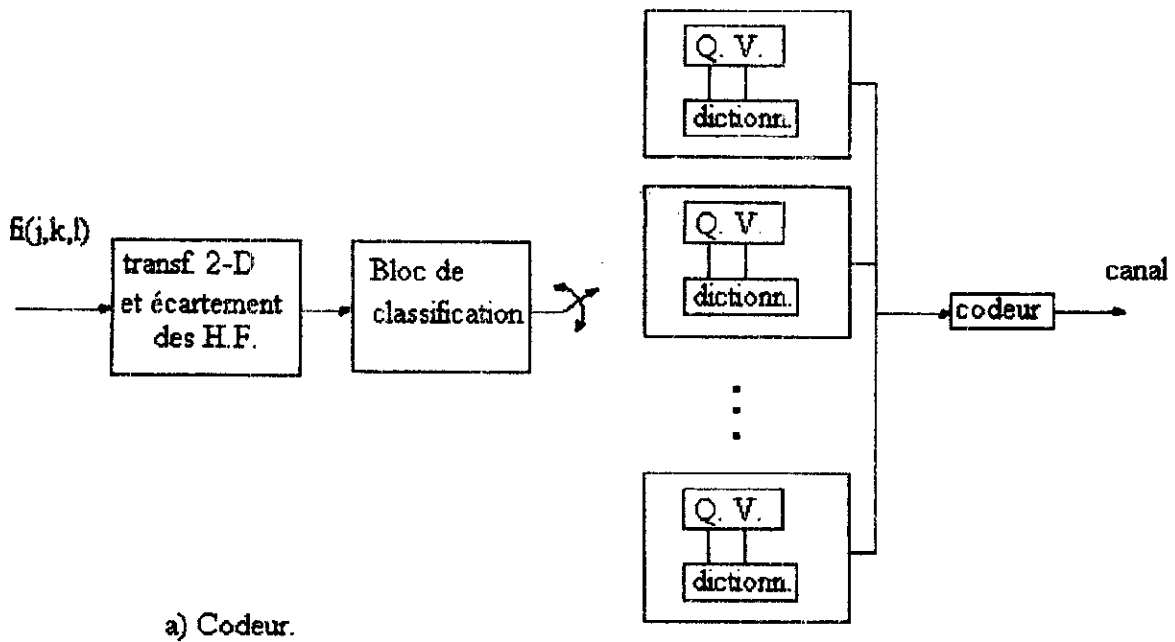 Q. V.
dictionn.
fi(j,k,l)
transf. 2-D
et écartement
des H.F.
Bloc de
classification
Q. V.
dictionn.
canal
codeur
Q. V.
dictionn.
a) Codeur.